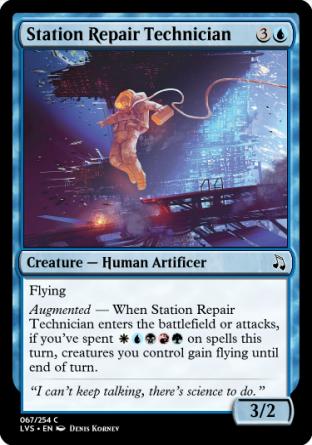 Station Repair Technician 3
Creature — Human Artificer
Flying
Augmented — When Station Repair
Technician enters the battlefield or attacks,
if you've spent on spells this
turn, creatures you control gain flying until
end of turn.
"I can't keep talking, there's science to do."
3/2
067/254 C
LVS • EN Denis Kornev